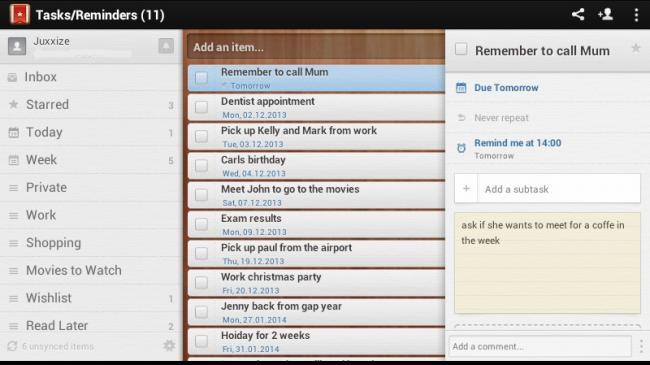 Tasks/Reminders (11)
Juxxize
Inbox
Starred 3
Today 1
Week 5
Private
Work
Shopping
Movies to Watch
Wishlist 1
Read Later 2
6 unsynced items
Add an item...
Remember to call Mum
Tomorrow
Dentist appointment
Mon, 02.12.2013
Pick up Kelly and Mark from work
Tue, 03.12.2013
Carls birthday
Wed, 04.12.2013
Meet John to go to the movies
Sat, 07.12.2013
Exam results
Mon, 09.12.2013
Pick up paul from the airport
Thu, 19.12.2013
Work christmas party
Fri, 20.12.2013
Jenny back from gap year
Mon, 27.01.2014
Hoiday for 2 weeks
Fri, 31.01.2014
Remember to call Mum
Due Tomorrow
Never repeat
Remind me at 14:00
Tomorrow
+ Add a subtask
ask if she wants to meet for a coffe in
the week
Add a comment...